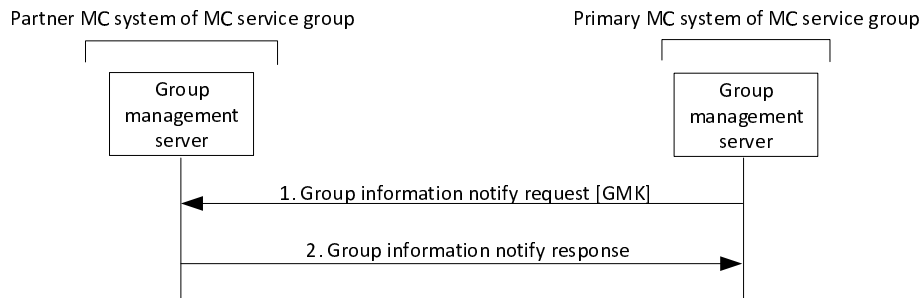 Partner MC system of MC service group
Primary MC system of MC service group
Group
management
server
Group
management
server
1. Group information notify request [GMK]
2. Group information notify response